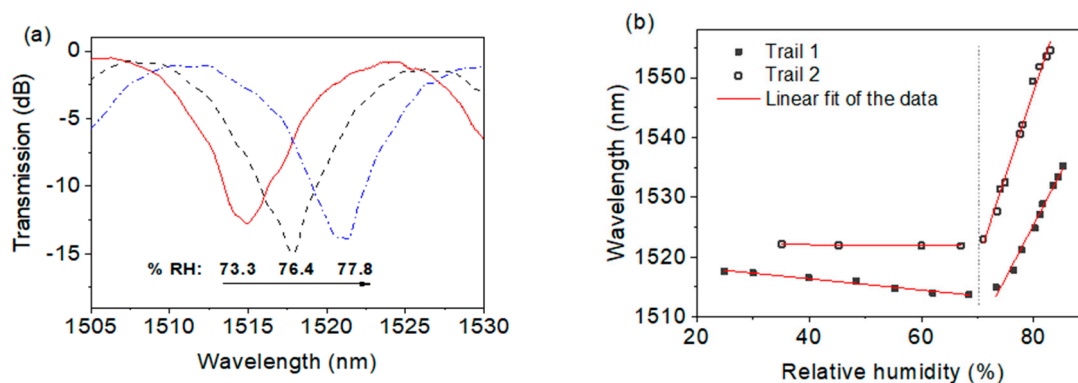 (a)
0
-5
-10
-15
Transmission (dB)
% RH: 73.3 76.4 77.8
1505 1510 1515 1520 1525 1530
Wavelength (nm)
(b)
1550
1540
1530
1520
1510
Wavelength (nm)
Trail 1
Trail 2
Linear fit of the data
20 40 60 80
Relative humidity (%)